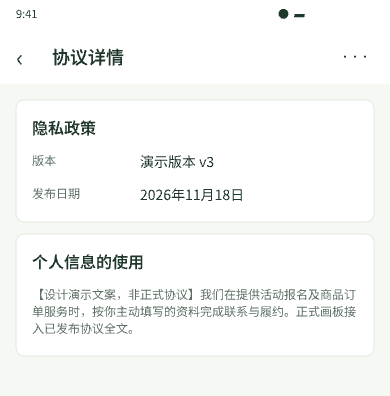 9:41
‹ 协议详情 ···
隐私政策
版本 演示版本 v3
发布日期 2026年11月18日
个人信息的使用
【设计演示文案，非正式协议】我们在提供活动报名及商品订
单服务时，按你主动填写的资料完成联系与履约。正式画板接
入已发布协议全文。